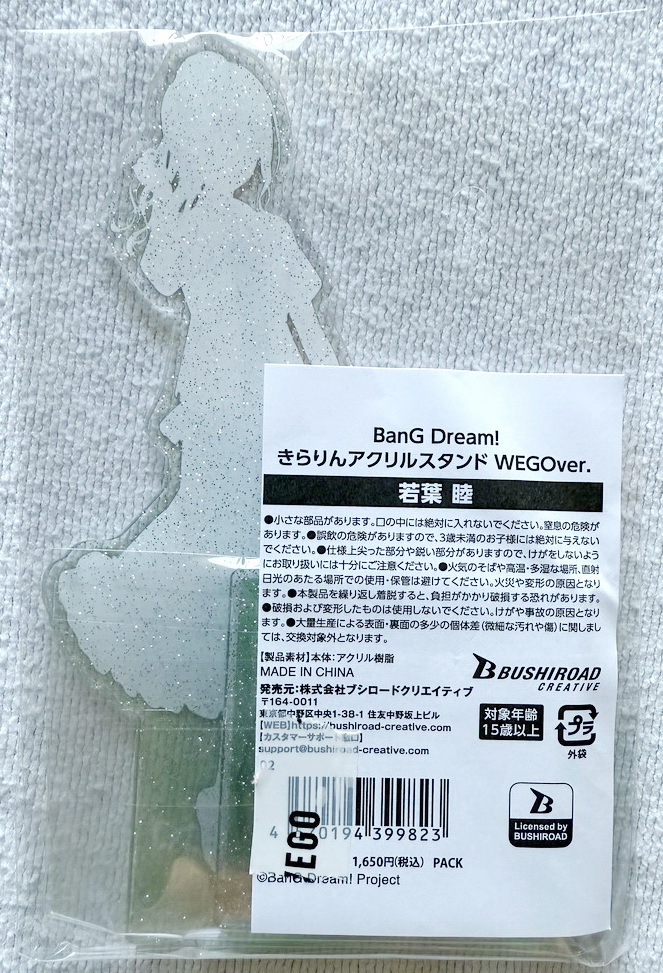 BanG Dream!
きらりんアクリルスタンド WEGOver.
若葉 睦
●小さな部品があります。口の中には絶対に入れないでください。窒息の危険が
あります。●誤飲の危険がありますので、3歳未満のお子様には絶対に与えない
でください。●仕様上尖った部分や鋭い部分がありますので、けがをしないよう
にお取り扱いには十分にご注意ください。●火気のそばや高温・多湿な場所、直射
日光のあたる場所での使用・保管は避けてください。火災や変形の原因となり
ます。●本製品を繰り返し着脱すると、負担がかかり破損する恐れがあります。
●破損および変形したものは使用しないでください。けがや事故の原因となり
ます。●大量生産による表面・裏面の多少の個体差(微細な汚れや傷)に関しまし
ては、交換対象外となります。
【製品素材】本体:アクリル樹脂
MADE IN CHINA
発売元:株式会社ブシロードクリエイティブ
〒164-0011
東京都中野区中央1-38-1 住友中野坂上ビル
【WEB】https://bushiroad-creative.com
【カスタマーサポート窓口】
support@bushiroad-creative.com
02
BUSHIROAD
CREATIVE
対象年齢
15歳以上
プラ
外袋
399823
WEGO
1,650円(税込) PACK
B
Licensed by
BUSHIROAD
©BanG Dream! Project